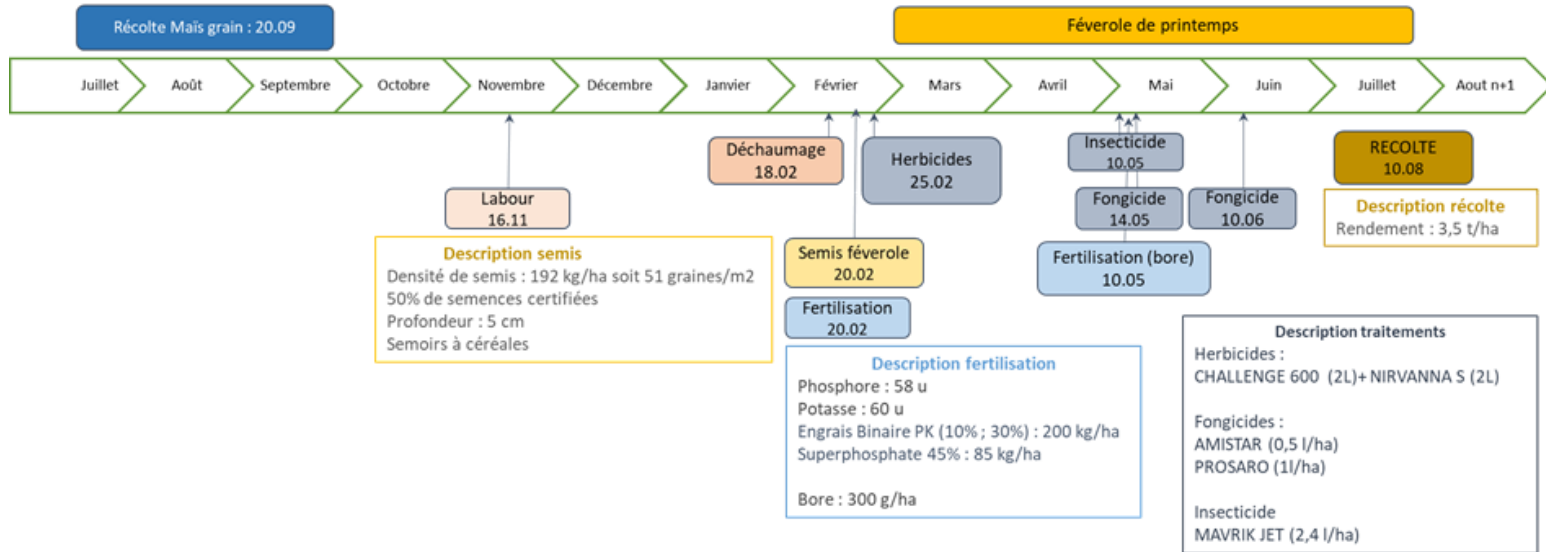 Récolte Maïs grain : 20.09
Féverole de printemps
Juillet
Août
Septembre
Octobre
Novembre
Décembre
Janvier
Février
Mars
Avril
Mai
Juin
Juillet
Aout n+1
Labour
16.11
Déchaumage
18.02
Herbicides
25.02
Insecticide
10.05
Fongicide
14.05
Fongicide
10.06
RECOLTE
10.08
Semis féverole
20.02
Fertilisation
20.02
Fertilisation (bore)
10.05
Description semis
Densité de semis : 192 kg/ha soit 51 graines/m2
50% de semences certifiées
Profondeur : 5 cm
Semoirs à céréales
Description récolte
Rendement : 3,5 t/ha
Description fertilisation
Phosphore : 58 u
Potasse : 60 u
Engrais Binaire PK (10% ; 30%) : 200 kg/ha
Superphosphate 45% : 85 kg/ha
Bore : 300 g/ha
Description traitements
Herbicides :
CHALLENGE 600 (2L)+ NIRVANNA S (2L)
Fongicides :
AMISTAR (0,5 l/ha)
PROSARO (1l/ha)
Insecticide
MAVRIK JET (2,4 l/ha)